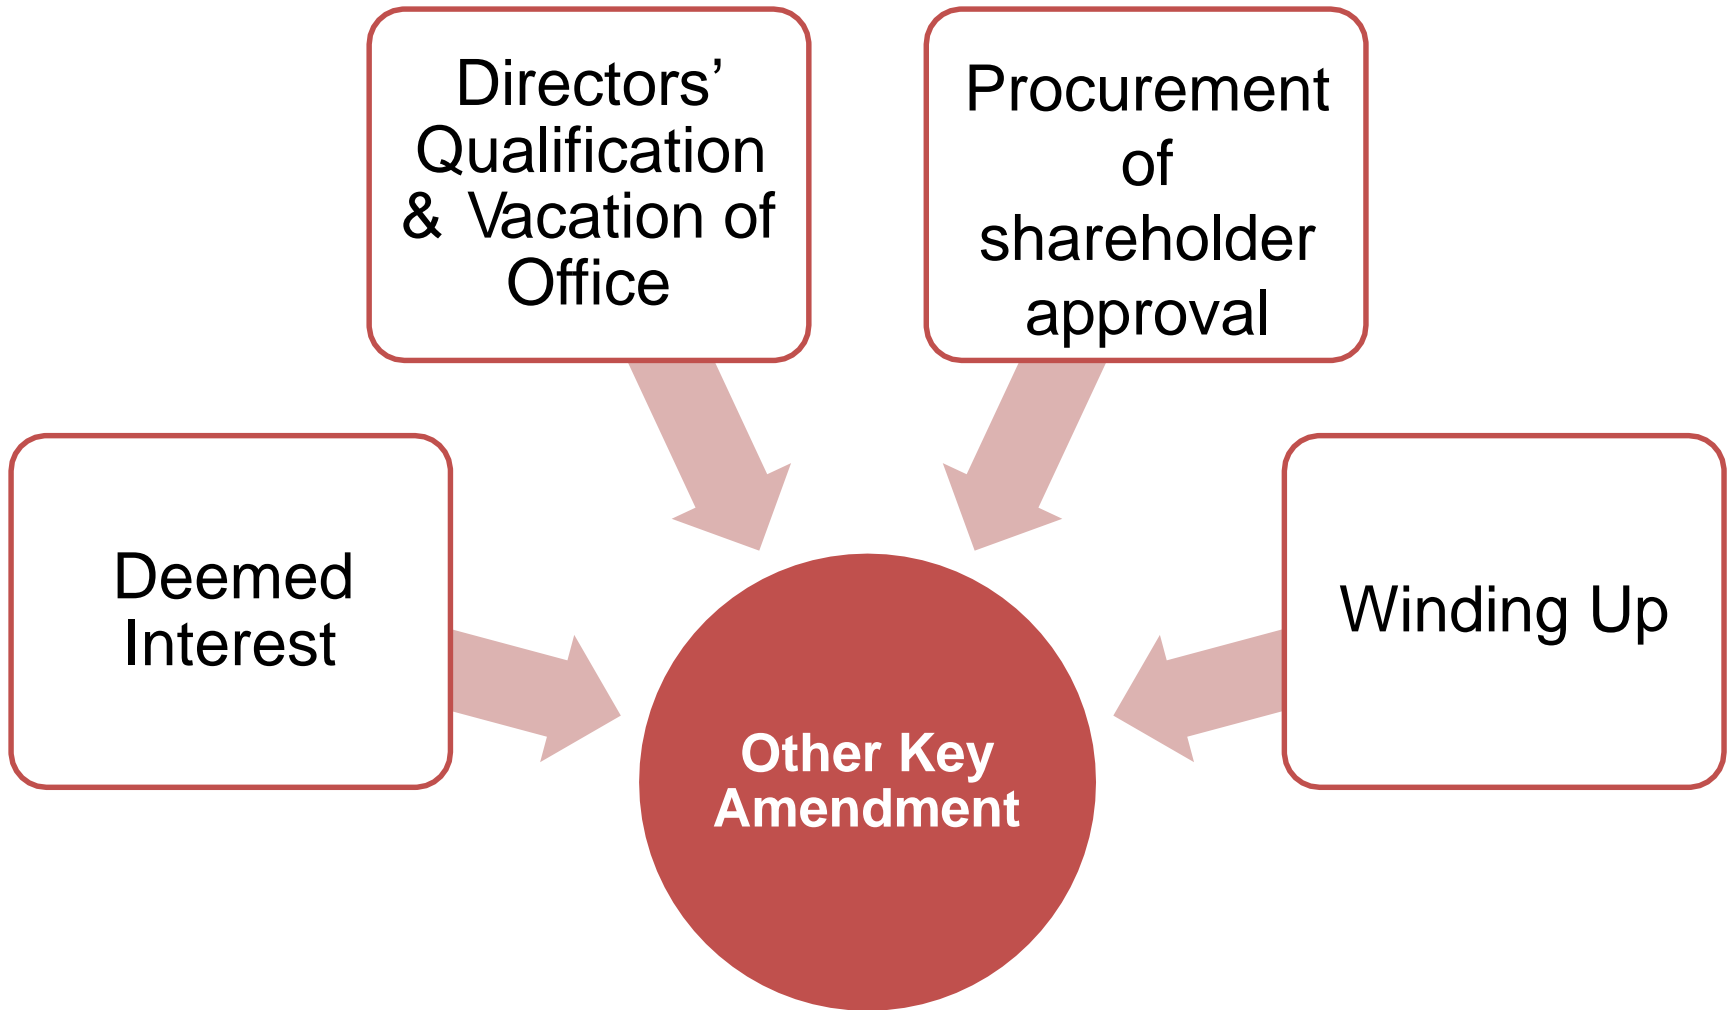 Directors’
Qualification
& Vacation of
Office
Procurement
of
shareholder
approval
Deemed
Interest
Winding Up
Other Key
Amendment